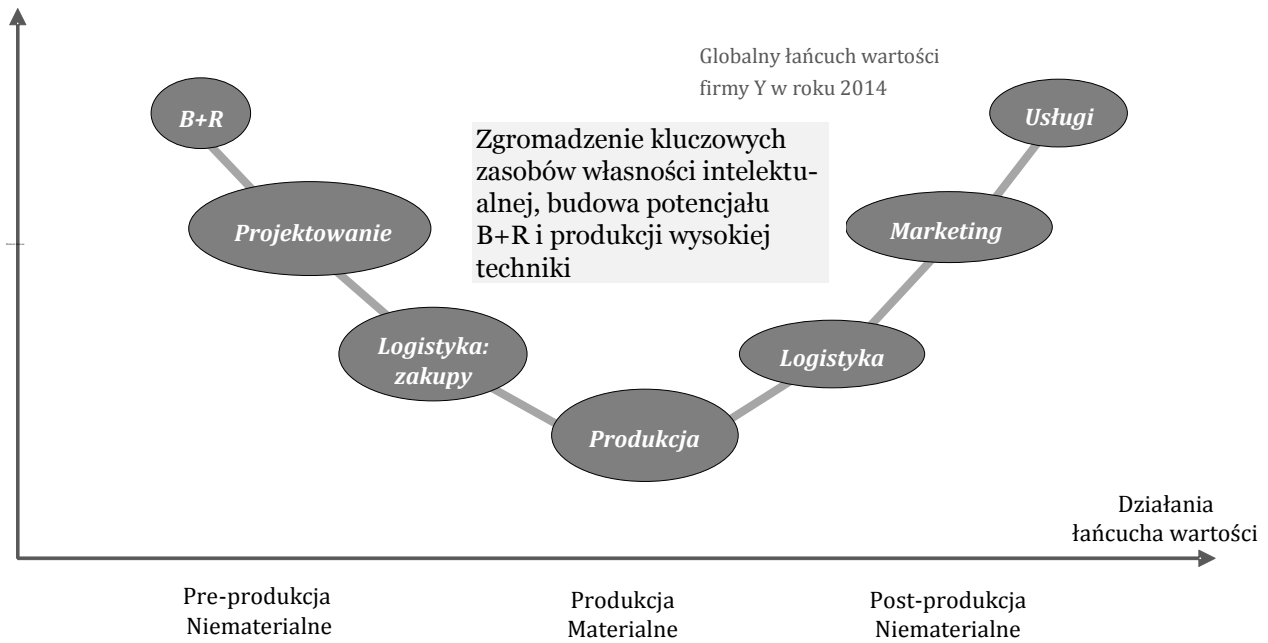 Globalny łańcuch wartości
firmy Y w roku 2014
B+R
Usługi
Zgromadzenie kluczowych
zasobów własności intelektu-
alnej, budowa potencjału
B+R i produkcji wysokiej
techniki
Projektowanie
Marketing
Logistyka:
zakupy
Logistyka
Produkcja
Działania
łańcucha wartości
Pre-produkcja
Niematerialne
Produkcja
Materialne
Post-produkcja
Niematerialne